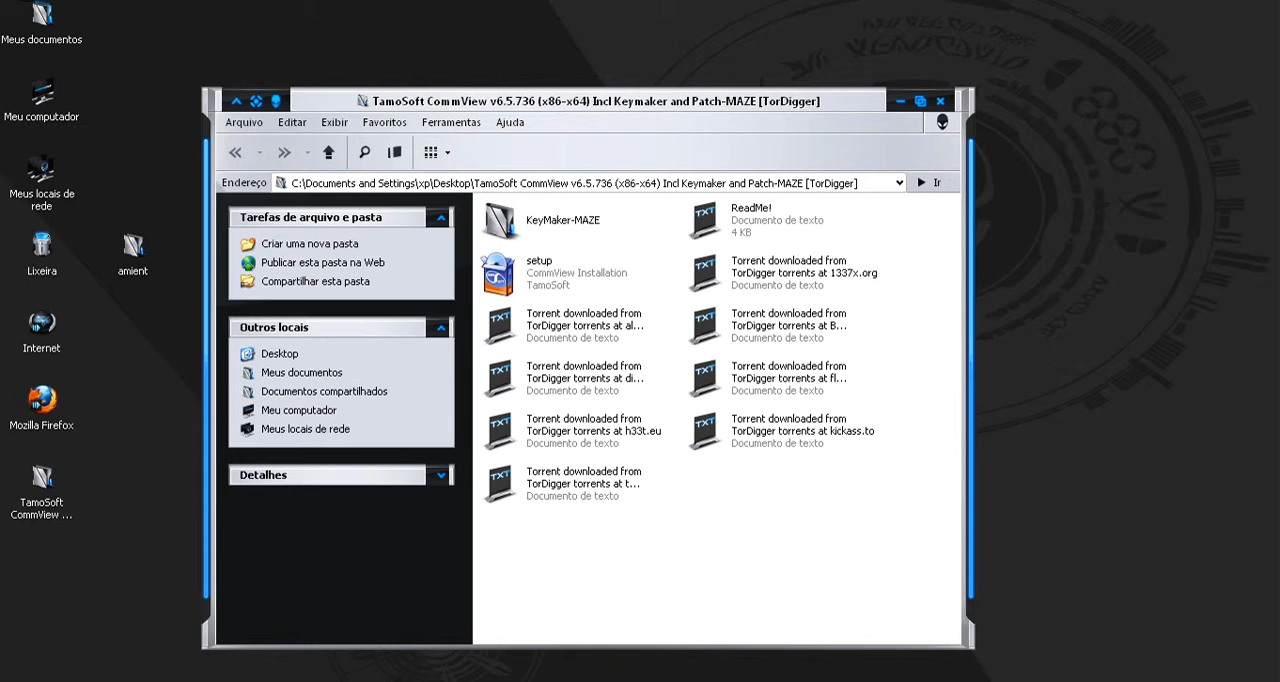 Meus documentos
Meu computador
Meus locais de
rede
Lixeira
amient
Internet
Mozilla Firefox
TamoSoft
CommView ...
TamoSoft CommView v6.5.736 (x86-x64) Incl Keymaker and Patch-MAZE [TorDigger]
Arquivo Editar Exibir Favoritos Ferramentas Ajuda
Endereço C:\Documents and Settings\xp\Desktop\TamoSoft CommView v6.5.736 (x86-x64) Incl Keymaker and Patch-MAZE [TorDigger] Ir
Tarefas de arquivo e pasta
Criar uma nova pasta
Publicar esta pasta na Web
Compartilhar esta pasta
Outros locais
Desktop
Meus documentos
Documentos compartilhados
Meu computador
Meus locais de rede
Detalhes
KeyMaker-MAZE
TXT
ReadMe!
Documento de texto
4 KB
setup
CommView Installation
TamoSoft
TXT
Torrent downloaded from
TorDigger torrents at 1337x.org
Documento de texto
TXT
Torrent downloaded from
TorDigger torrents at al...
Documento de texto
TXT
Torrent downloaded from
TorDigger torrents at B...
Documento de texto
TXT
Torrent downloaded from
TorDigger torrents at di...
Documento de texto
TXT
Torrent downloaded from
TorDigger torrents at fl...
Documento de texto
TXT
Torrent downloaded from
TorDigger torrents at h33t.eu
Documento de texto
TXT
Torrent downloaded from
TorDigger torrents at kickass.to
Documento de texto
TXT
Torrent downloaded from
TorDigger torrents at t...
Documento de texto